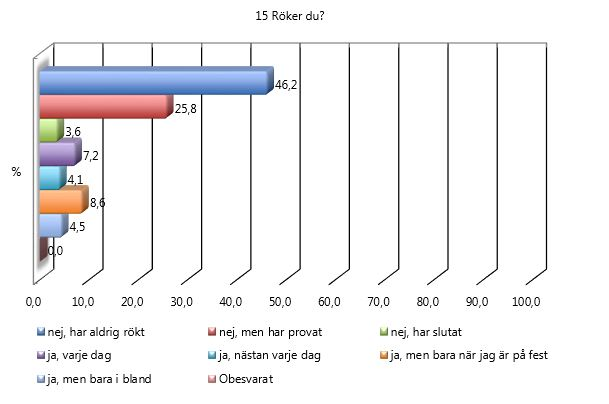 15 Röker du?
46,2
25,8
3,6
7,2
%
4,1
8,6
4,5
0,0
0,0 10,0 20,0 30,0 40,0 50,0 60,0 70,0 80,0 90,0 100,0
nej, har aldrig rökt nej, men har provat nej, har slutat
ja, varje dag ja, nästan varje dag ja, men bara när jag är på fest
ja, men bara i bland Obesvarat